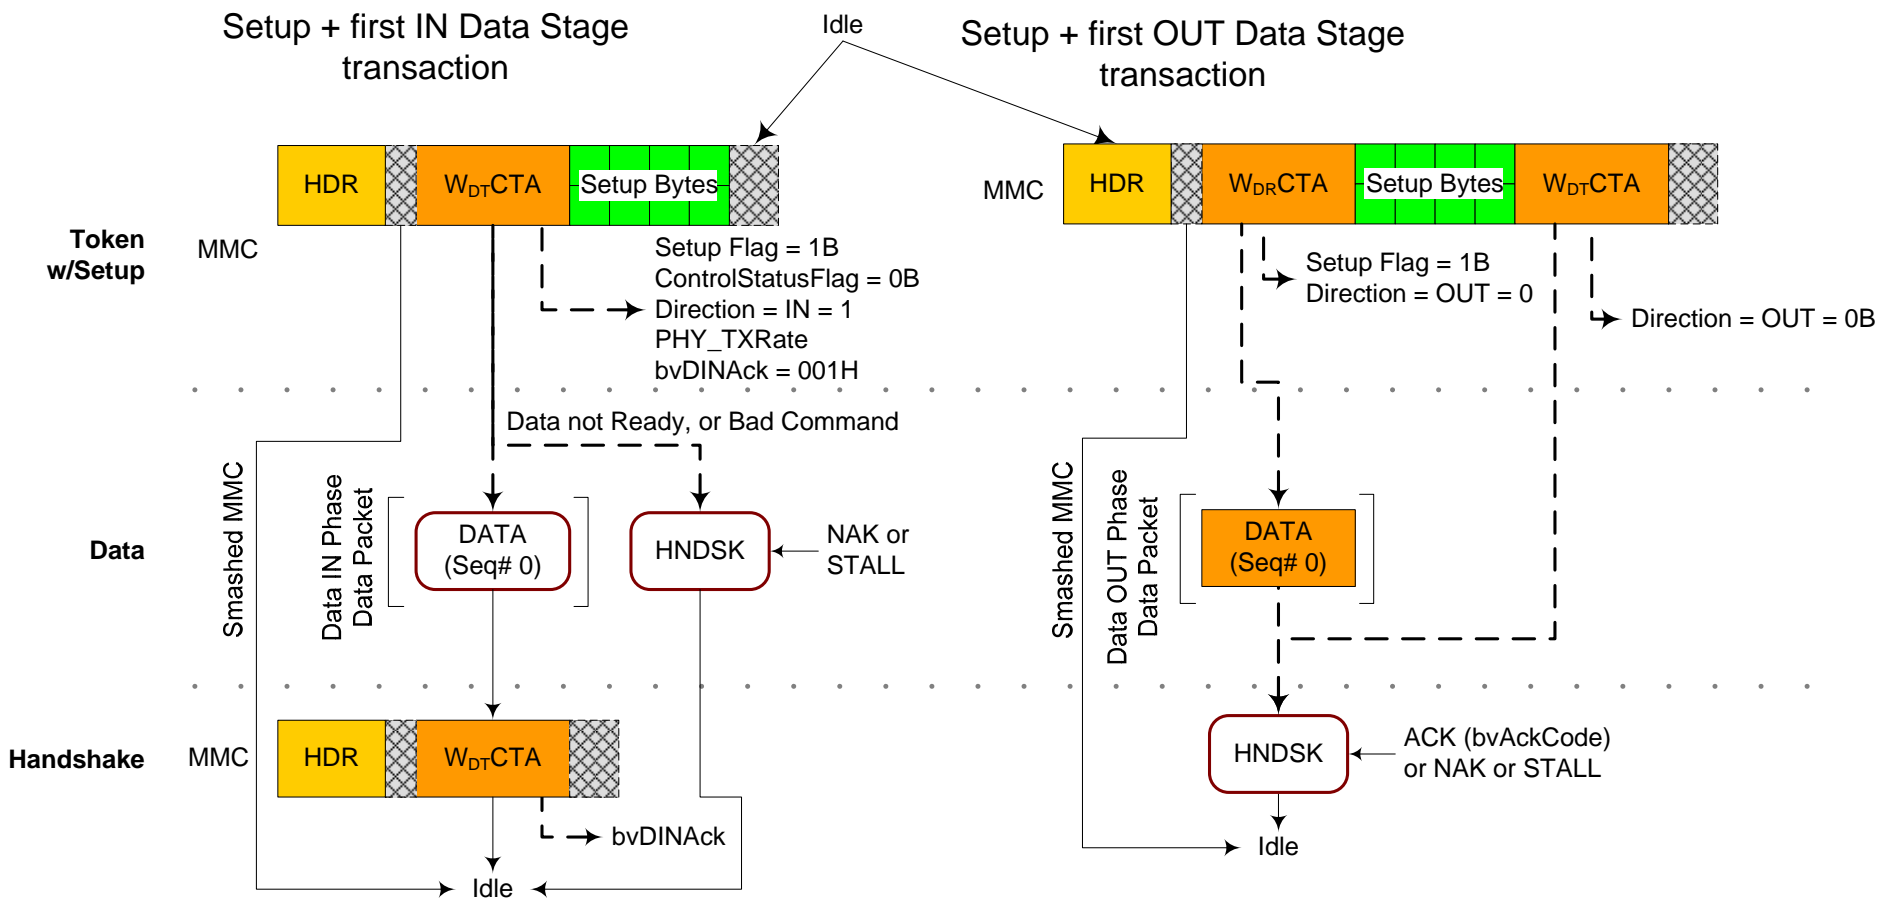 Setup + first IN Data Stage
transaction
Idle
Setup + first OUT Data Stage
transaction
Token
w/Setup
MMC
HDR
WDTCTA
Setup Bytes
Setup Flag = 1B
ControlStatusFlag = 0B
Direction = IN = 1
PHY_TXRate
bvDINAck = 001H
MMC
HDR
WDRCTA
Setup Bytes
WDTCTA
Setup Flag = 1B
Direction = OUT = 0
Direction = OUT = 0B
Data
Smashed MMC
Data IN Phase
Data Packet
Data not Ready, or Bad Command
DATA
(Seq# 0)
HNDSK
NAK or
STALL
Smashed MMC
Data OUT Phase
Data Packet
DATA
(Seq# 0)
Handshake
MMC
HDR
WDTCTA
bvDINAck
Idle
HNDSK
ACK (bvAckCode)
or NAK or STALL
Idle